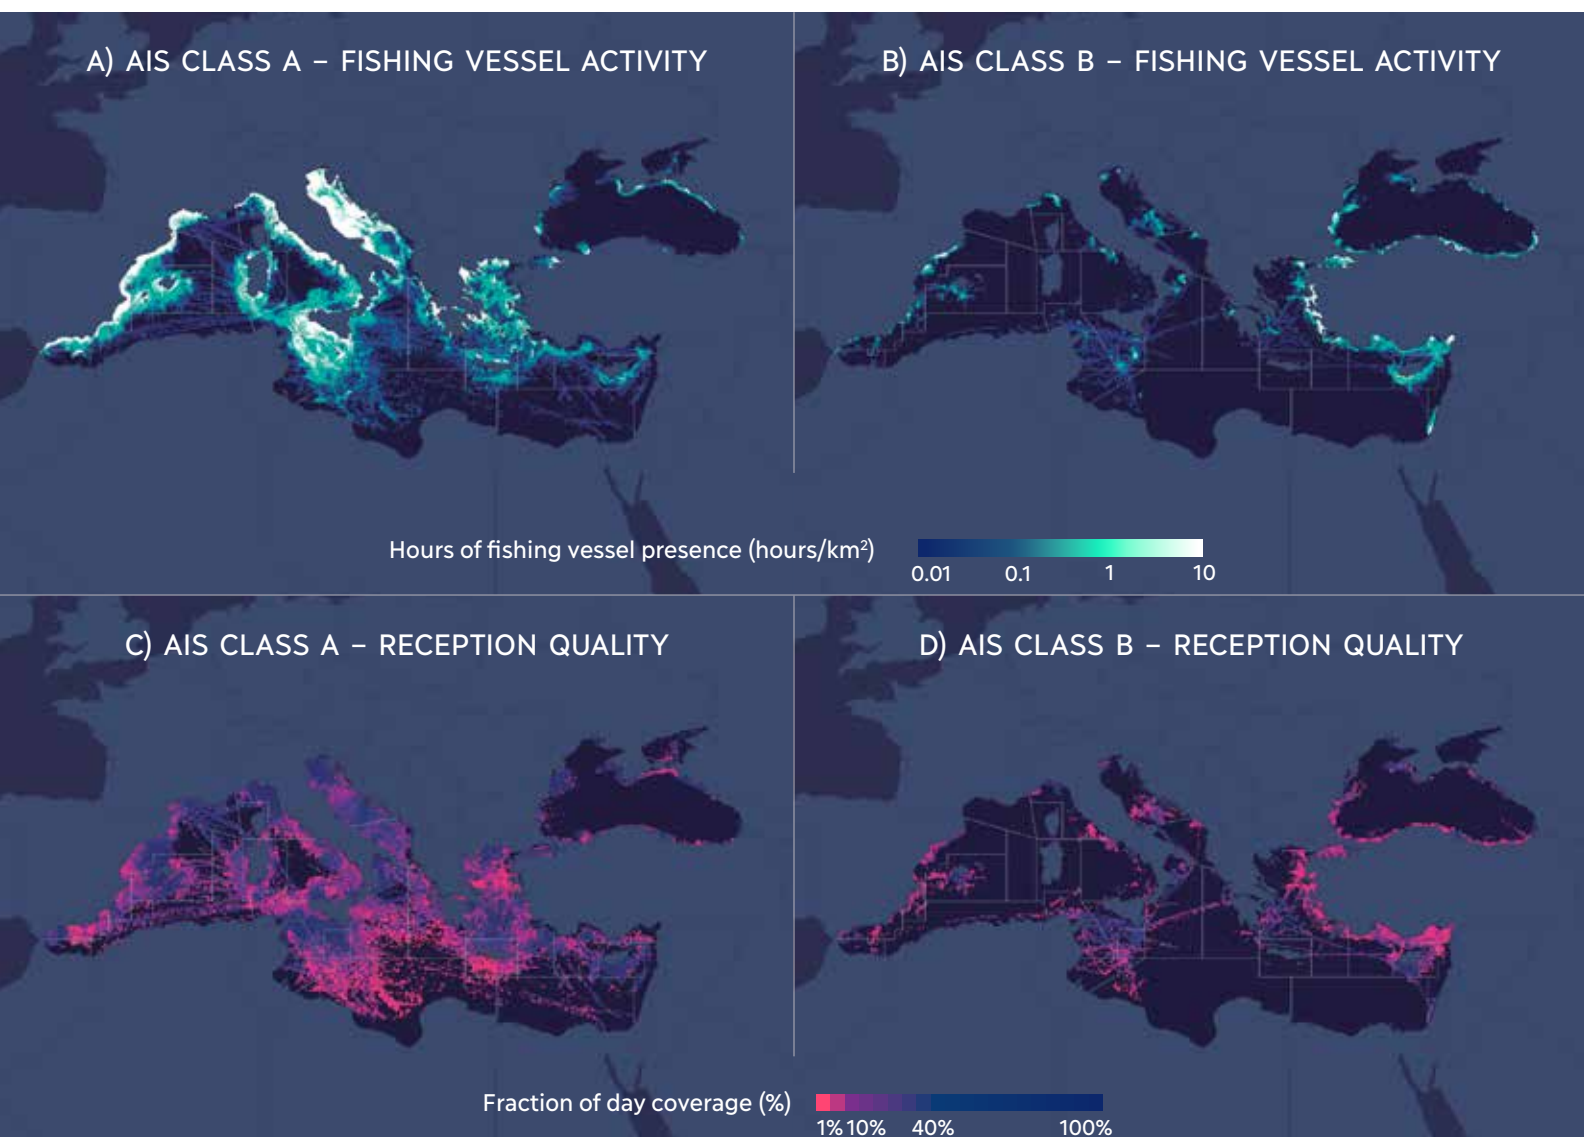 A) AIS CLASS A – FISHING VESSEL ACTIVITY
B) AIS CLASS B – FISHING VESSEL ACTIVITY
Hours of fishing vessel presence (hours/km²)
0.01 0.1 1 10
C) AIS CLASS A – RECEPTION QUALITY
D) AIS CLASS B – RECEPTION QUALITY
Fraction of day coverage (%)
1% 10% 40% 100%